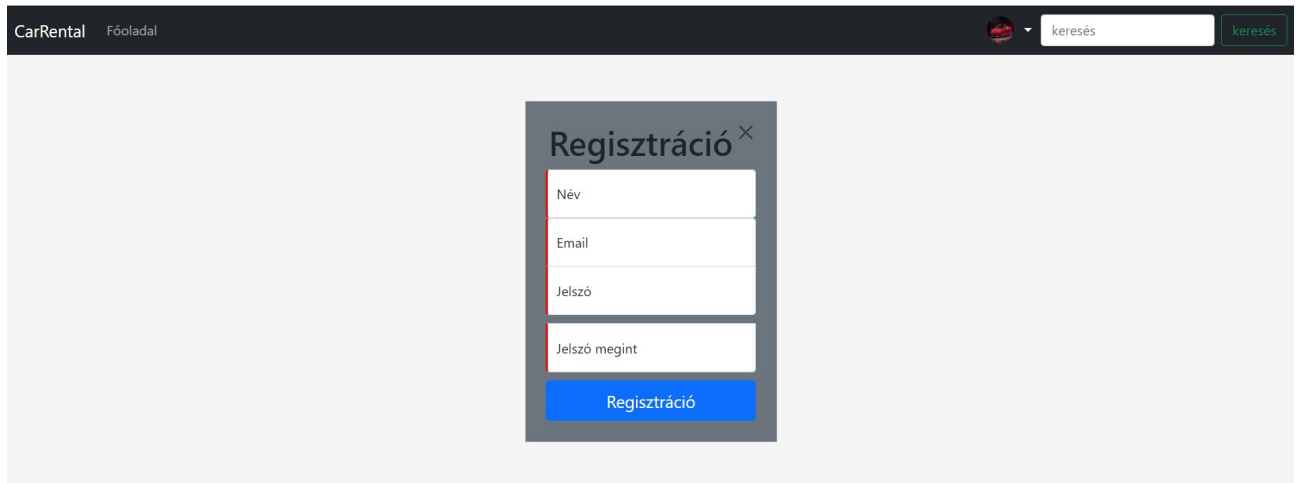 CarRental Főoladal keresés keresés
Regisztráció
Név
Email
Jelszó
Jelszó megint
Regisztráció